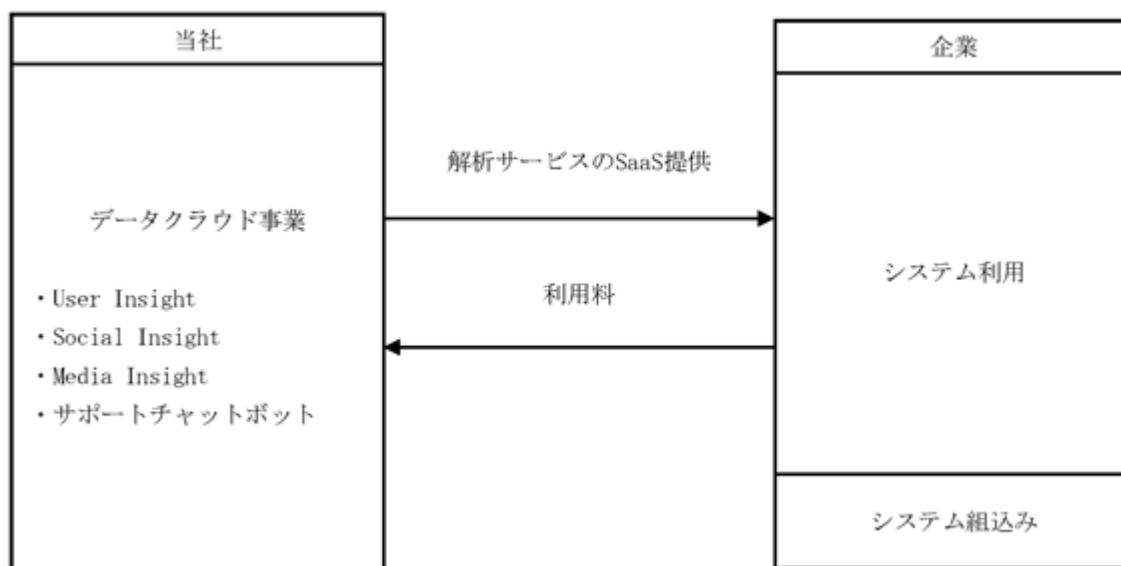 当社
企業
解析サービスのSaaS提供
データクラウド事業
システム利用
利用料
・User Insight
・Social Insight
・Media Insight
・サポートチャットボット
システム組込み